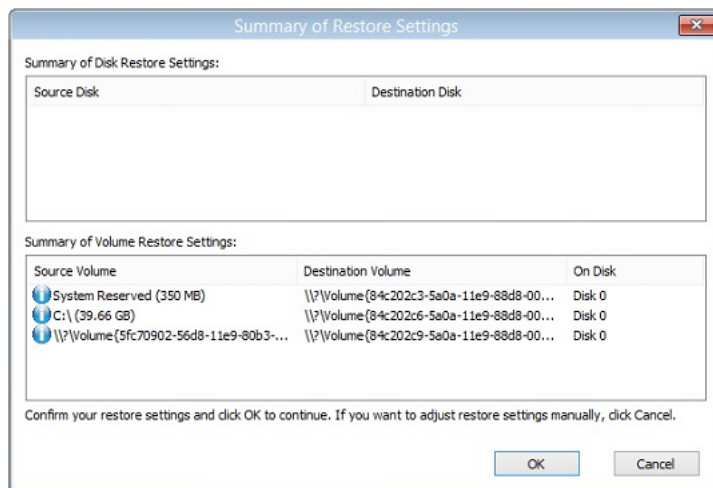 Summary of Restore Settings
Summary of Disk Restore Settings:
Source Disk Destination Disk
Summary of Volume Restore Settings:
Source Volume Destination Volume On Disk
System Reserved (350 MB) \\?\Volume{84c202c3-5a0a-11e9-88d8-00... Disk 0
C:\ (39.66 GB) \\?\Volume{84c202c6-5a0a-11e9-88d8-00... Disk 0
\\?\Volume{5fc70902-56d8-11e9-80b3-... \\?\Volume{84c202c9-5a0a-11e9-88d8-00... Disk 0
Confirm your restore settings and click OK to continue. If you want to adjust restore settings manually, click Cancel.
OK Cancel